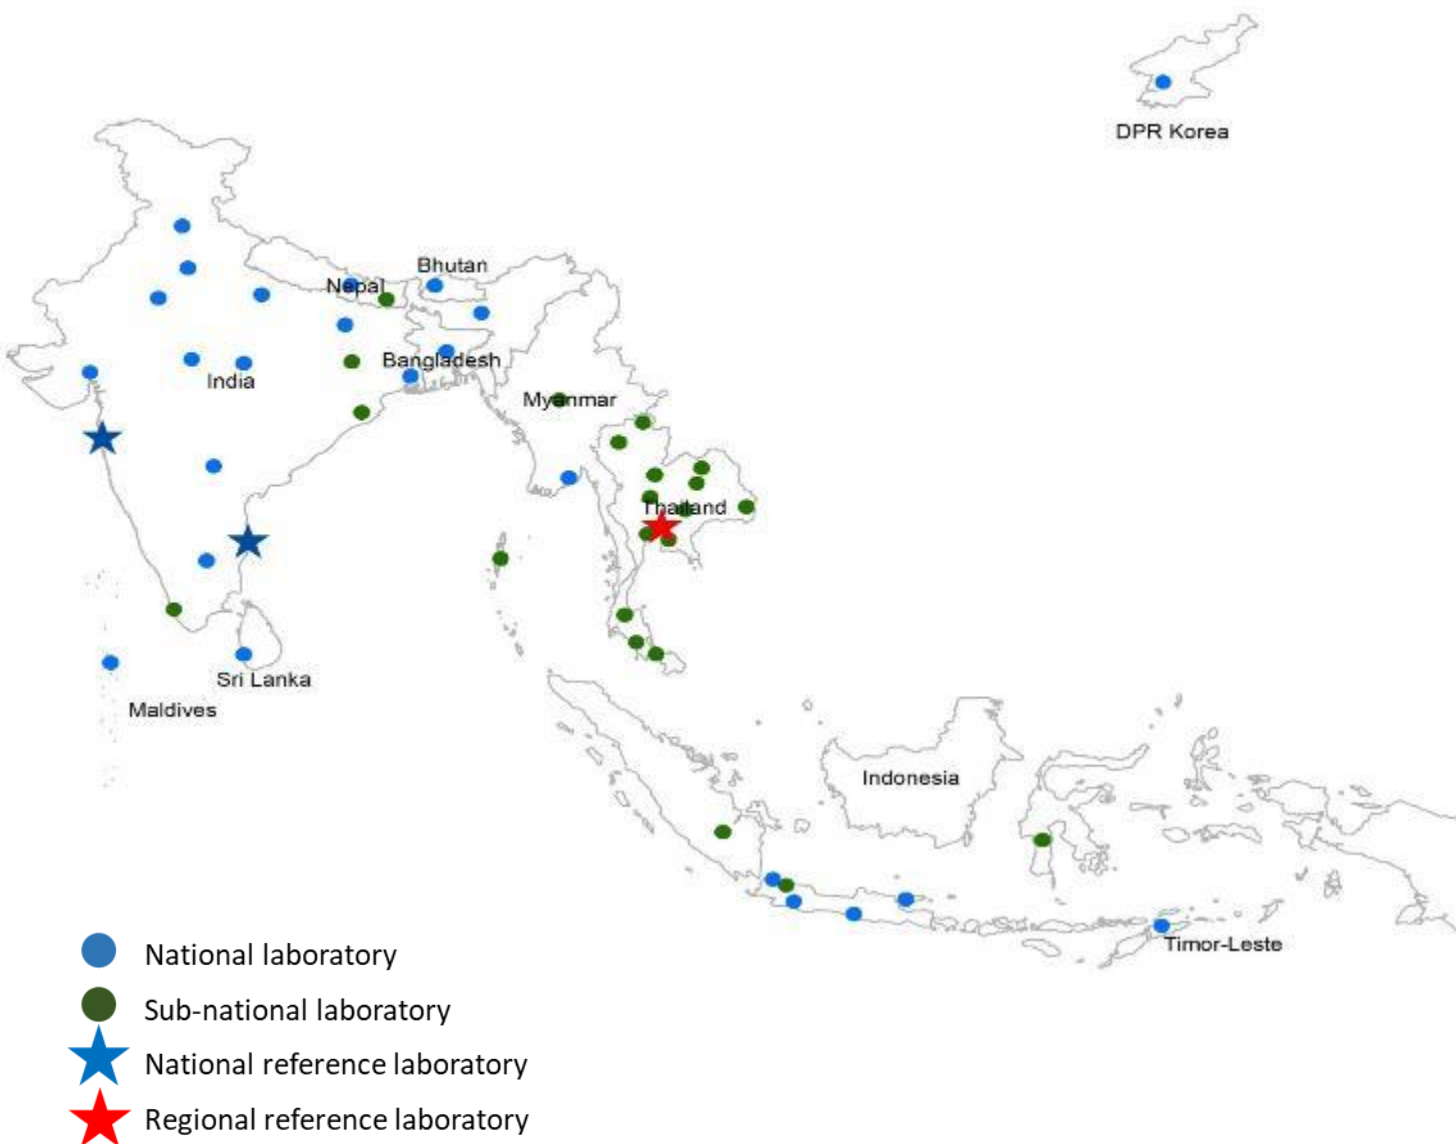 DPR Korea
Bhutan
Nepal
Bangladesh
India
Myanmar
Thailand
Sri Lanka
Maldives
Indonesia
Timor-Leste
National laboratory
Sub-national laboratory
National reference laboratory
Regional reference laboratory